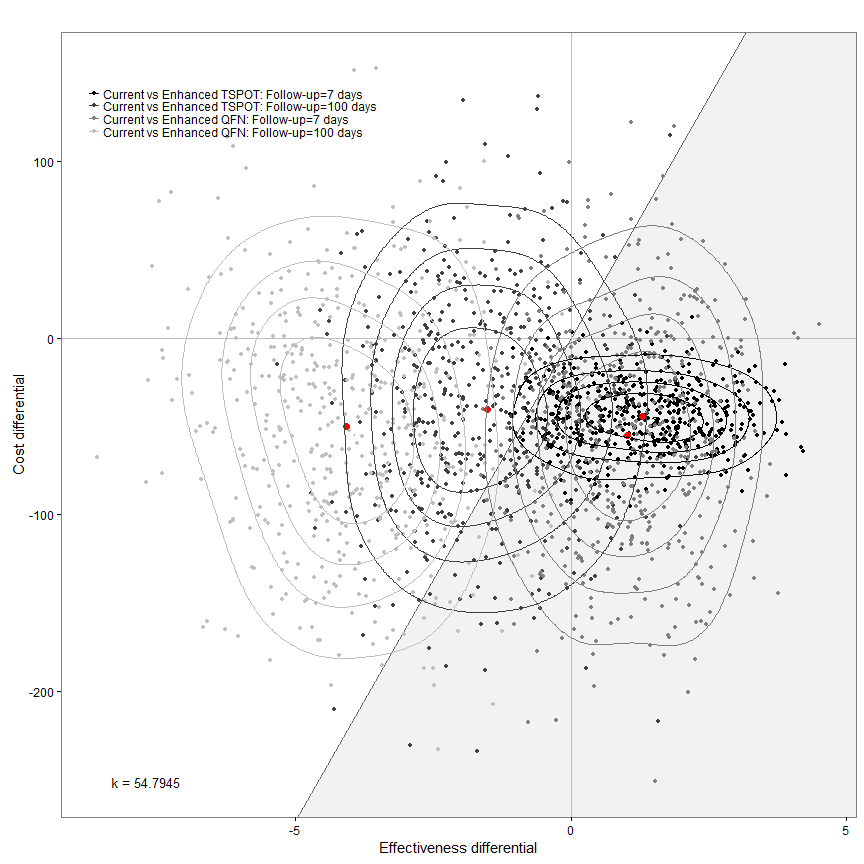 Current vs Enhanced TSPOT: Follow-up=7 days
Current vs Enhanced TSPOT: Follow-up=100 days
Current vs Enhanced QFN: Follow-up=7 days
Current vs Enhanced QFN: Follow-up=100 days
100
0
-100
-200
Cost differential
k = 54.7945
-5
0
5
Effectiveness differential